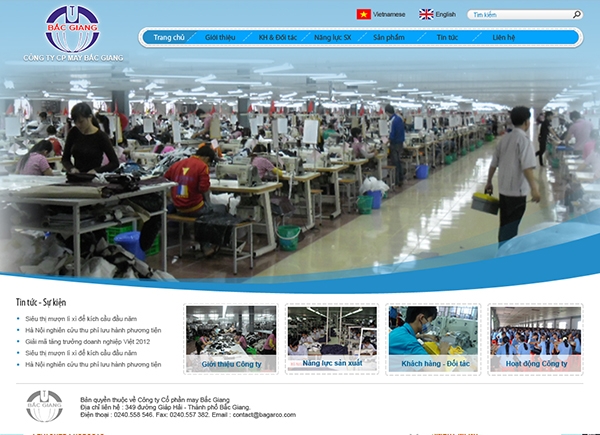 BẮC GIANG
CÔNG TY CP MAY BẮC GIANG
Vietnamese
English
Tìm kiếm
Trang chủ
Giới thiệu
KH & Đối tác
Năng lực SX
Sản phẩm
Tin tức
Liên hệ
Tin tức - Sự kiện
Siêu thị mượn lì xì để kích cầu đầu năm
Hà Nội nghiên cứu thu phí lưu hành phương tiện
Giải mã tăng trưởng doanh nghiệp Việt 2012
Siêu thị mượn lì xì để kích cầu đầu năm
Hà Nội nghiên cứu thu phí lưu hành phương tiện
Giới thiệu Công ty
Năng lực sản xuất
Khách hàng - Đối tác
Hoạt động Công ty
BẮC GIANG
Bản quyền thuộc về Công ty Cổ phần may Bắc Giang
Địa chỉ liên hệ : 349 đường Giáp Hải - Thành phố Bắc Giang.
Điện thoại : 0240.558 546. Fax: 0240.557 382. Email : contact@bagarco.com